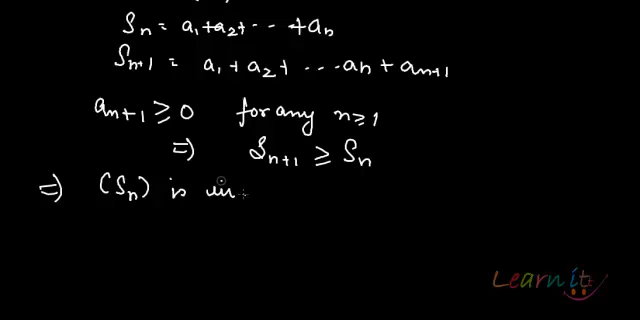 Sn = a1+a2+ ... +an
Sn+1 = a1 + a2 + ... an + an+1
an+1 ≥ 0 for any n≥1
⇒ Sn+1 ≥ Sn
⇒ (Sn) is in
Learnit